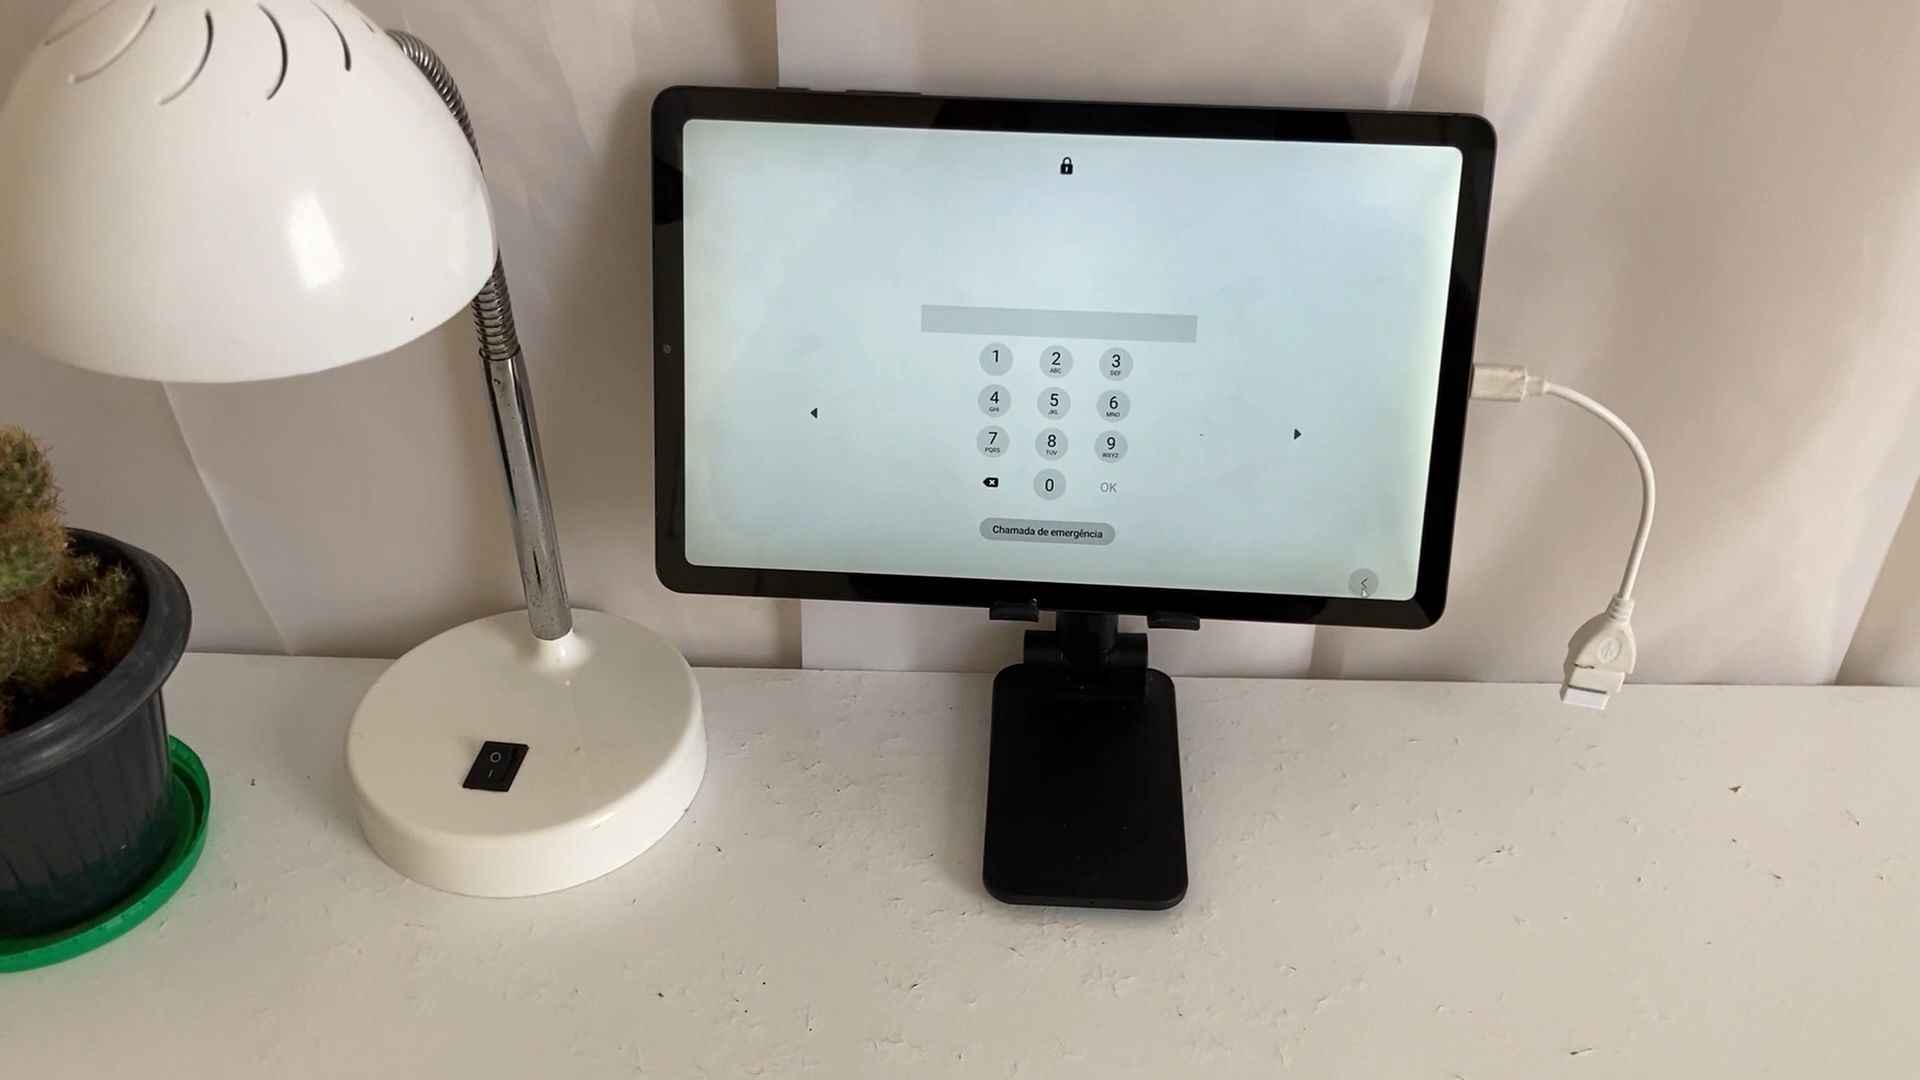 1 2 ABC 3 DEF
4 GHI 5 JKL 6 MNO
7 PQRS 8 TUV 9 WXYZ
0 OK
Chamada de emergência